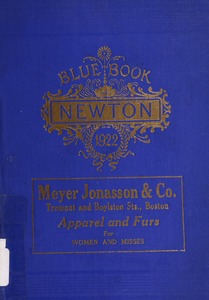 BLUE BOOK
NEWTON
1922
Meyer Jonasson & Co.
Tremont and Boylston Sts., Boston
Apparel and Furs
For
WOMEN AND MISSES